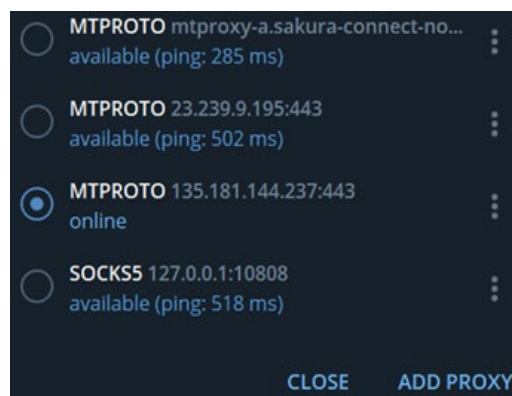 MTPROTO mtproxy-a.sakura-connect-no...
available (ping: 285 ms)
MTPROTO 23.239.9.195:443
available (ping: 502 ms)
MTPROTO 135.181.144.237:443
online
SOCKS5 127.0.0.1:10808
available (ping: 518 ms)
CLOSE ADD PROXY